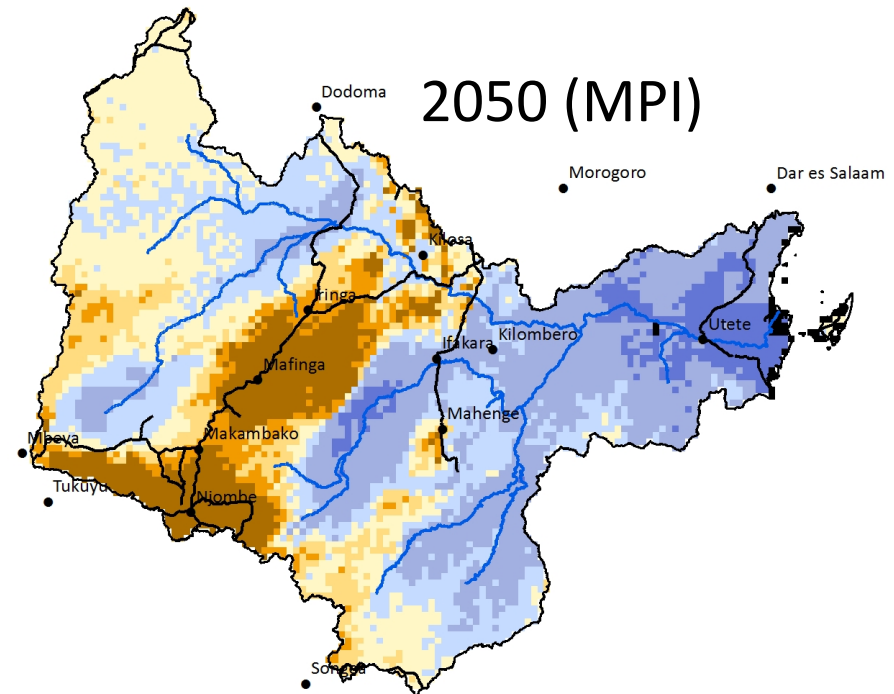 Dodoma
2050 (MPI)
Morogoro
Dar es Salaam
Kilosa
Iringa
Utete
Kilombero
Ifakara
Mafinga
Mahenge
Makambako
Mbeya
Tukuyu
Njombe
Songea